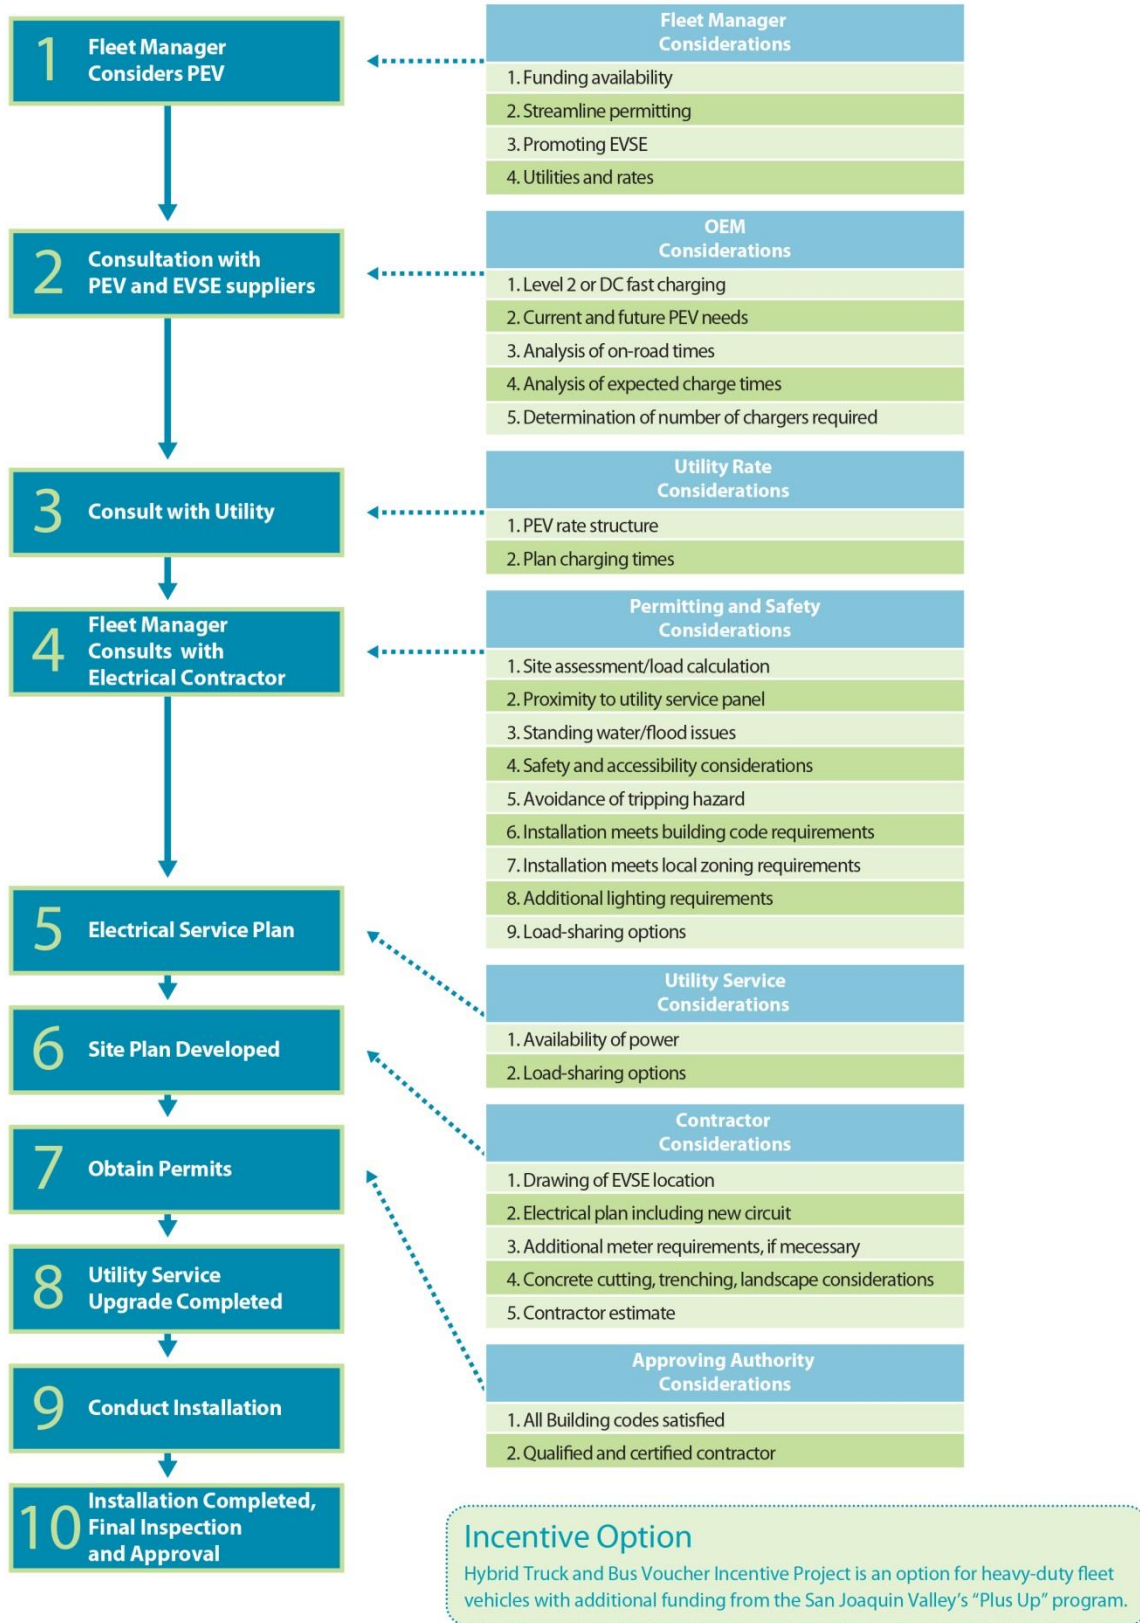 1
Fleet Manager
Considers PEV
Fleet Manager
Considerations
1. Funding availability
2. Streamline permitting
3. Promoting EVSE
4. Utilities and rates
2
Consultation with
PEV and EVSE suppliers
OEM
Considerations
1. Level 2 or DC fast charging
2. Current and future PEV needs
3. Analysis of on-road times
4. Analysis of expected charge times
5. Determination of number of chargers required
3
Consult with Utility
Utility Rate
Considerations
1. PEV rate structure
2. Plan charging times
4
Fleet Manager
Consults with
Electrical Contractor
Permitting and Safety
Considerations
1. Site assessment/load calculation
2. Proximity to utility service panel
3. Standing water/flood issues
4. Safety and accessibility considerations
5. Avoidance of tripping hazard
6. Installation meets building code requirements
7. Installation meets local zoning requirements
8. Additional lighting requirements
9. Load-sharing options
5
Electrical Service Plan
Utility Service
Considerations
1. Availability of power
2. Load-sharing options
6
Site Plan Developed
Contractor
Considerations
1. Drawing of EVSE location
2. Electrical plan including new circuit
3. Additional meter requirements, if mecessary
4. Concrete cutting, trenching, landscape considerations
5. Contractor estimate
7
Obtain Permits
Approving Authority
Considerations
1. All Building codes satisfied
2. Qualified and certified contractor
8
Utility Service
Upgrade Completed
9
Conduct Installation
10
Installation Completed,
Final Inspection
and Approval
Incentive Option
Hybrid Truck and Bus Voucher Incentive Project is an option for heavy-duty fleet
vehicles with additional funding from the San Joaquin Valley's "Plus Up" program.